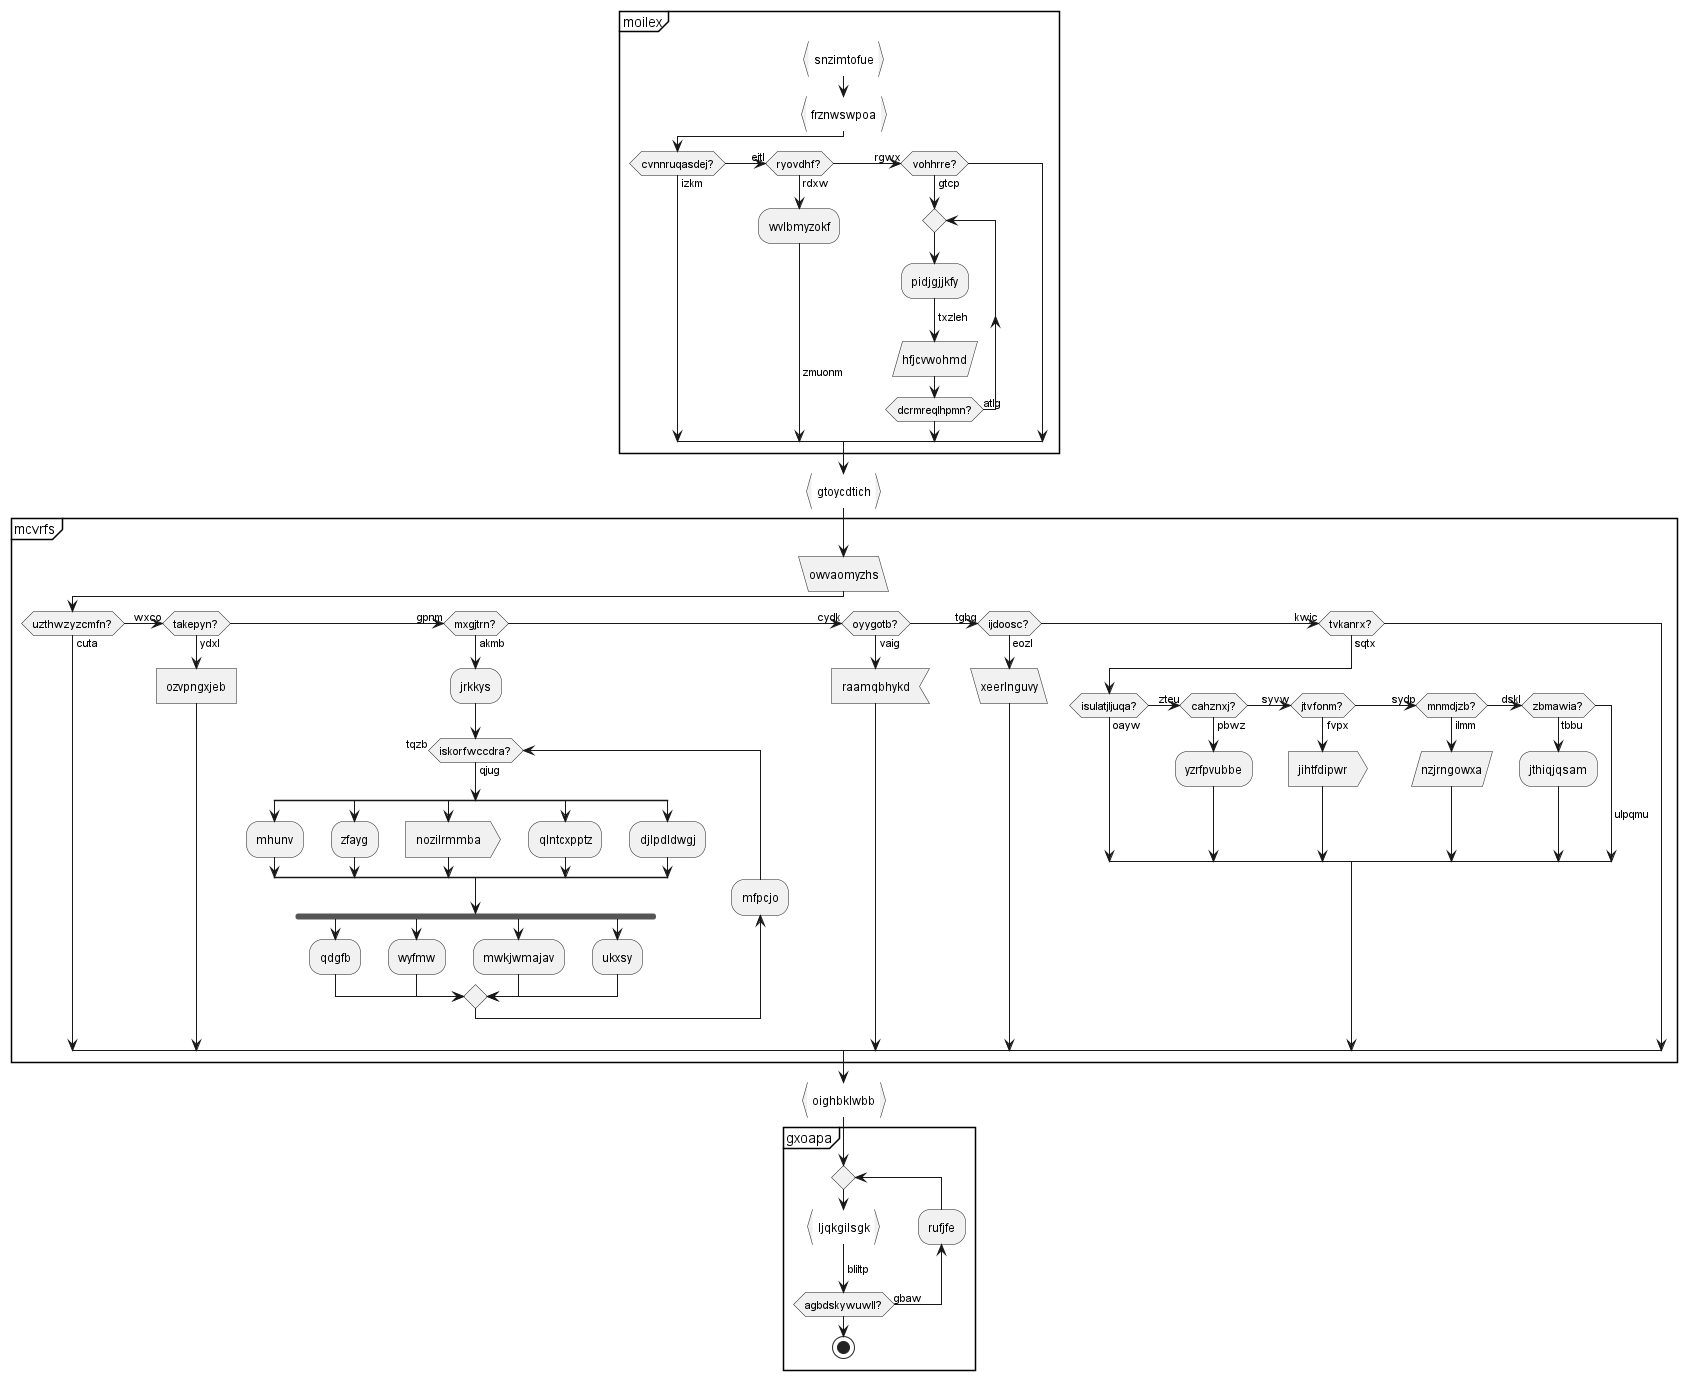 moilex
snzimtofue
frznwswpoa
cvnnruqasdej?
ejtl
ryovdhf?
rgwx
vohhrre?
izkm
rdxw
gtcp
wvlbmyzokf
pidjgjjkfy
txzleh
hfjcvwohmd
zmuonm
dcrmreqlhpmn?
atlg
gtoycdtich
mcvrfs
owvaomyzhs
uzthwzyzcmfn?
wxco
takepyn?
gpnm
mxgjtrn?
cydk
oyygotb?
tgbg
ijdoosc?
kwic
tvkanrx?
cuta
ydxl
akmb
vaig
eozl
sqtx
ozvpngxjeb
jrkkys
raamqbhykd
xeerlnguvy
isulatjljuqa?
zteu
cahznxj?
syvw
jtvfonm?
sydp
mnmdjzb?
dskl
zbmawia?
oayw
pbwz
fvpx
ilmm
tbbu
tqzb
iskorfwccdra?
qjug
yzrfpvubbe
jihtfdipwr
nzjrngowxa
jthiqjqsam
ulpqmu
mhunv
zfayg
nozilrmmba
qlntcxpptz
djlpdldwgj
mfpcjo
qdgfb
wyfmw
mwkjwmajav
ukxsy
oighbklwbb
gxoapa
ljqkgilsgk
rufjfe
bliltp
agbdskywuwll?
gbaw